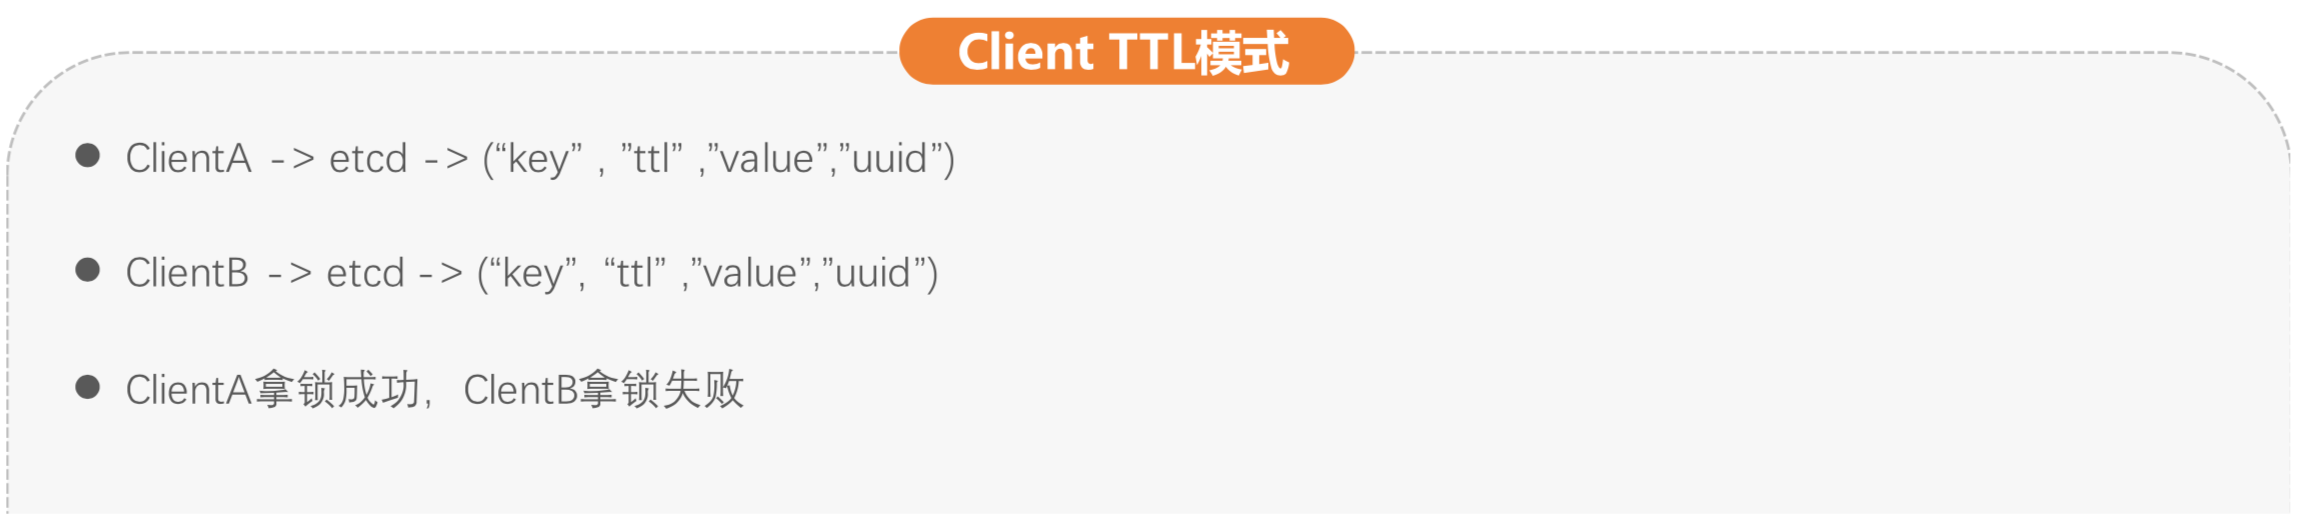 Client TTL模式
ClientA -> etcd -> (“key” , ”ttl” ,”value”,”uuid”)
ClientB -> etcd -> (“key”, “ttl” ,”value”,”uuid”)
ClientA拿锁成功，ClentB拿锁失败